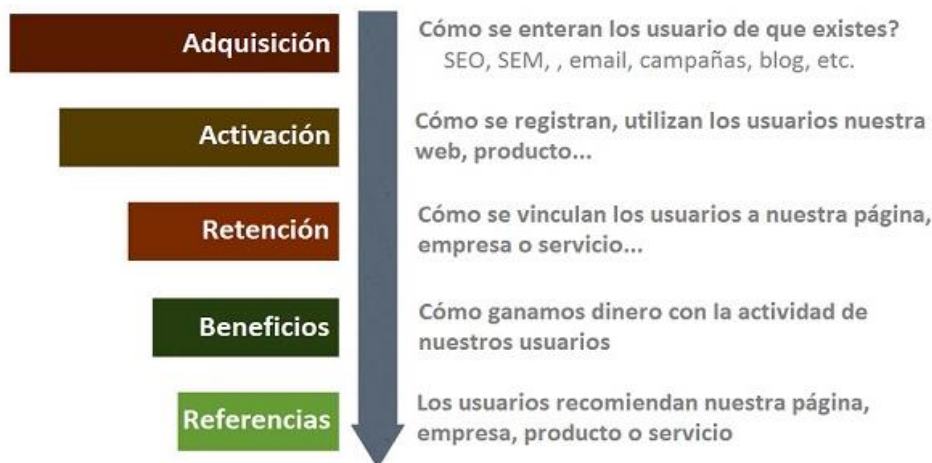 Adquisición
Cómo se enteran los usuario de que existes?
SEO, SEM, , email, campañas, blog, etc.
Activación
Cómo se registran, utilizan los usuarios nuestra
web, producto...
Retención
Cómo se vinculan los usuarios a nuestra página,
empresa o servicio...
Beneficios
Cómo ganamos dinero con la actividad de
nuestros usuarios
Referencias
Los usuarios recomiendan nuestra página,
empresa, producto o servicio